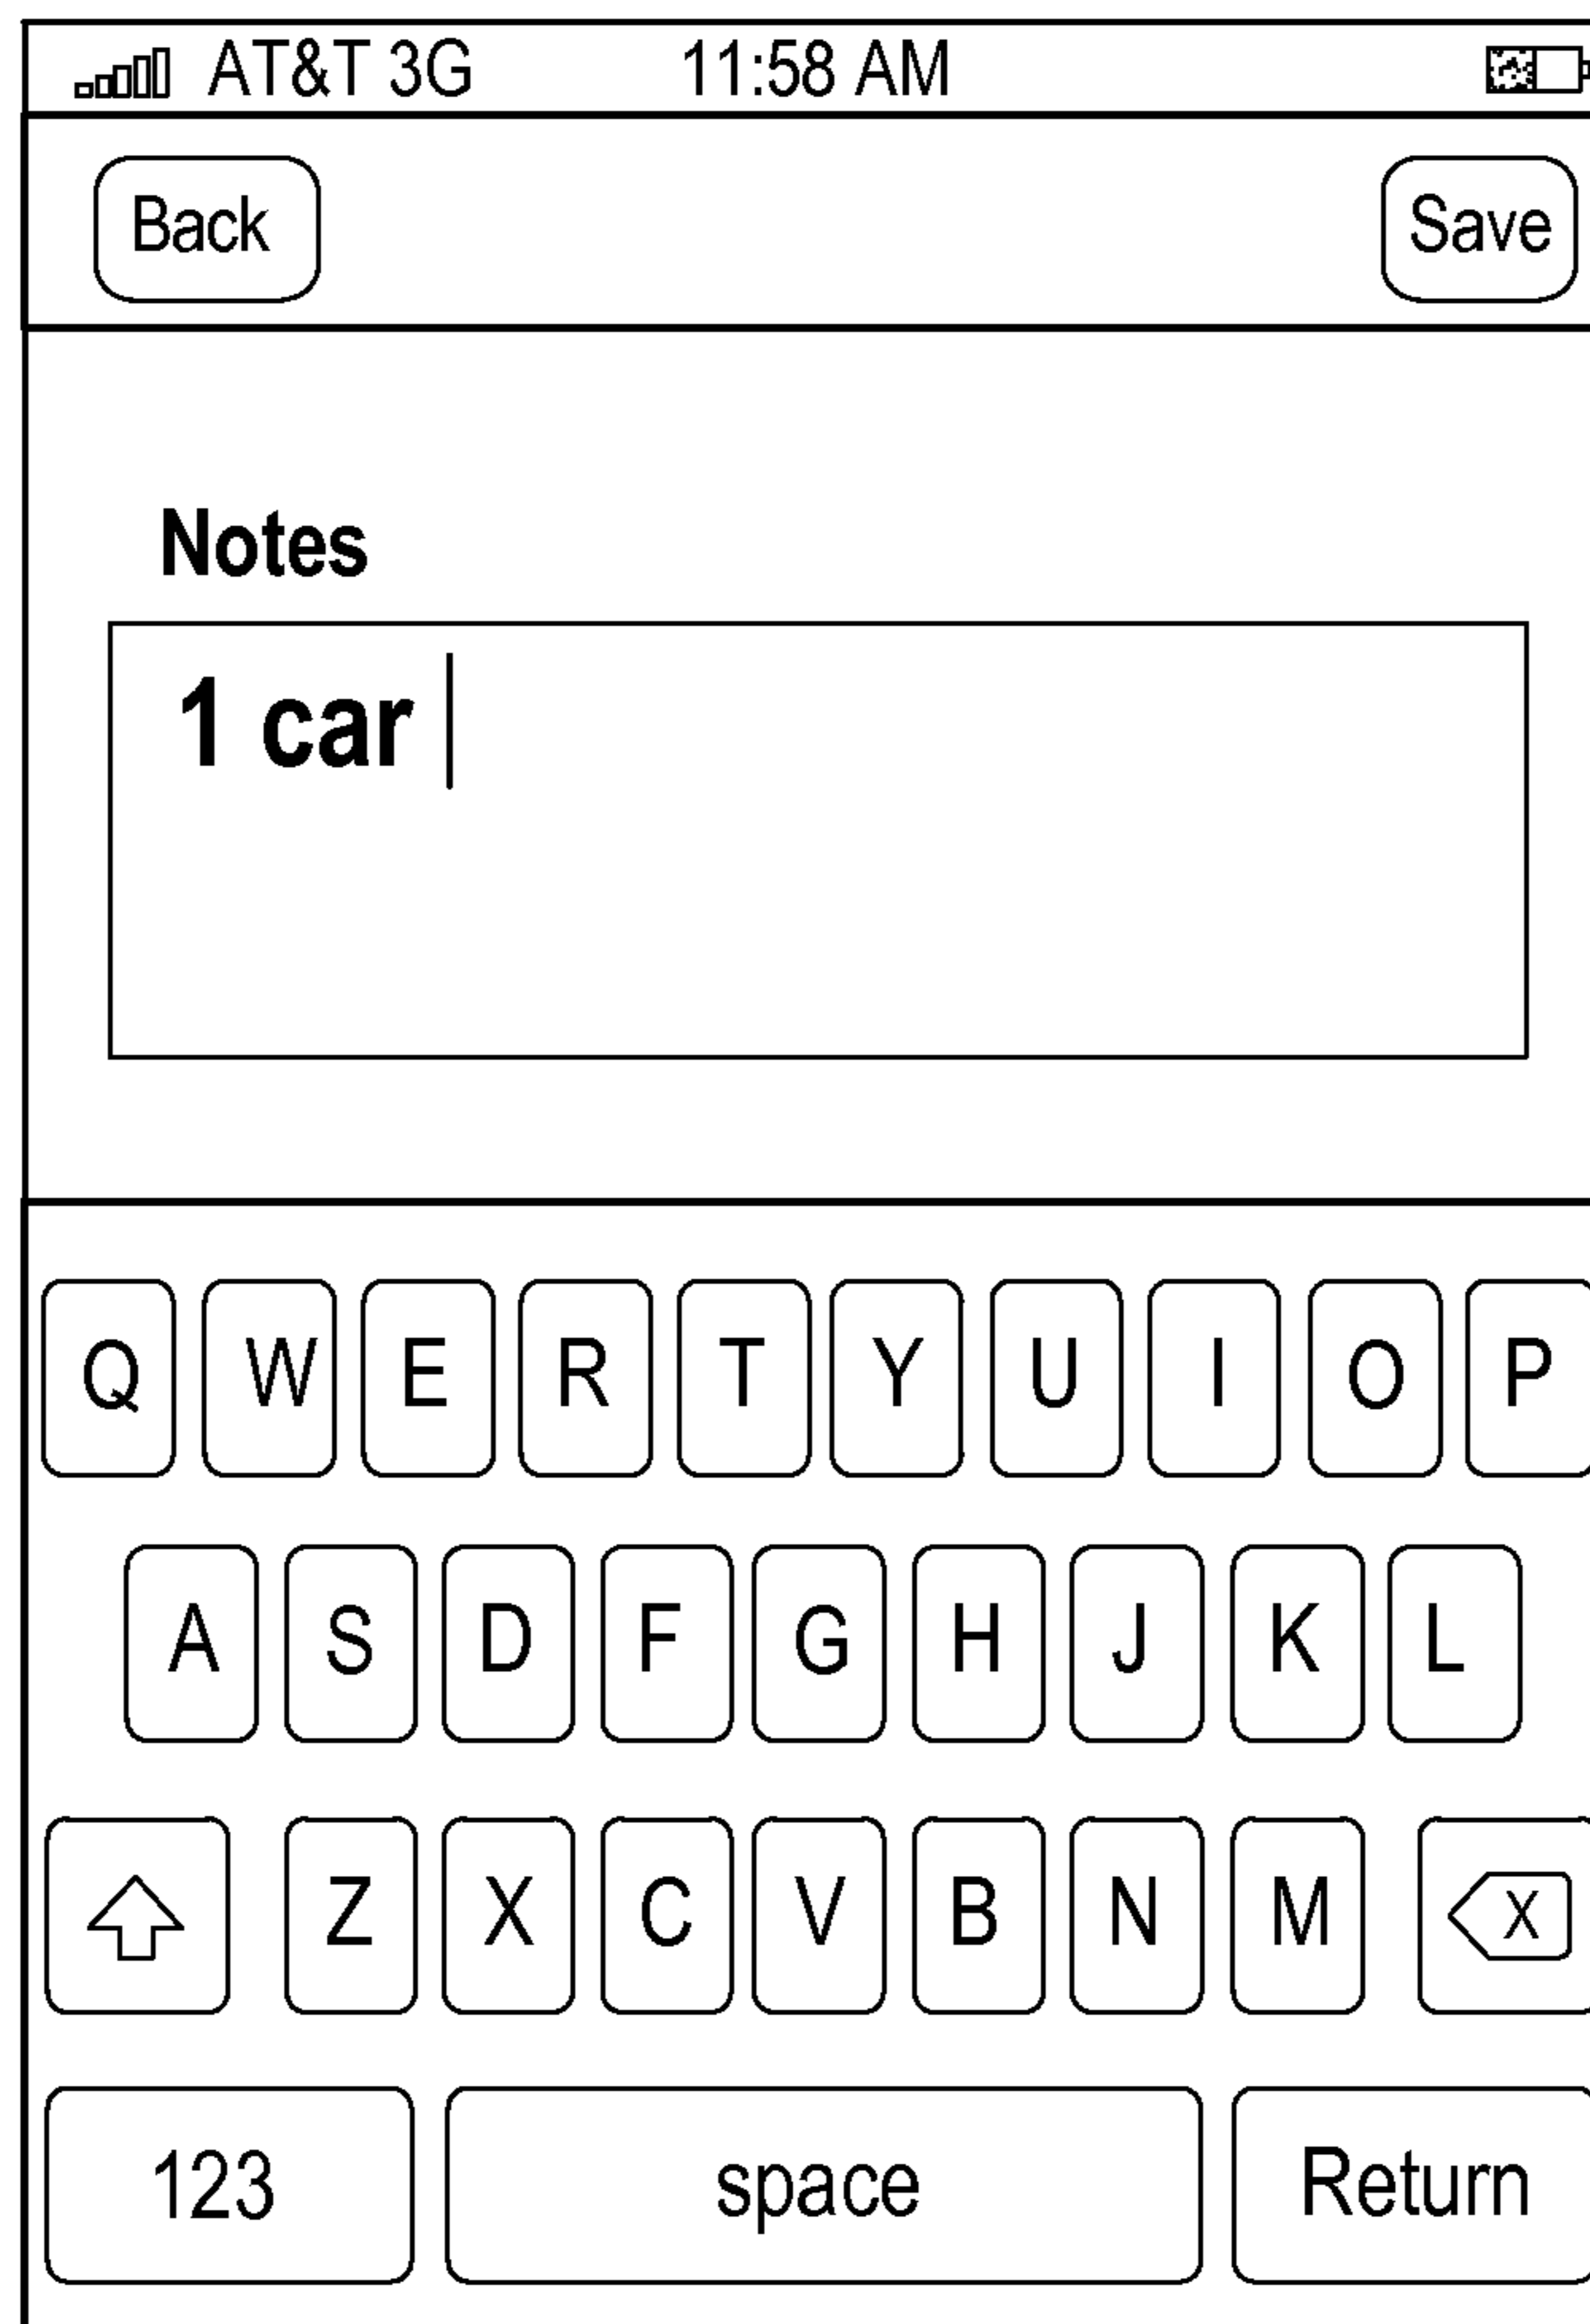 AT&T 3G 11:58 AM
Back Save
Notes
1 car
Q W E R T Y U I O P
A S D F G H J K L
Z X C V B N M X
123 space Return